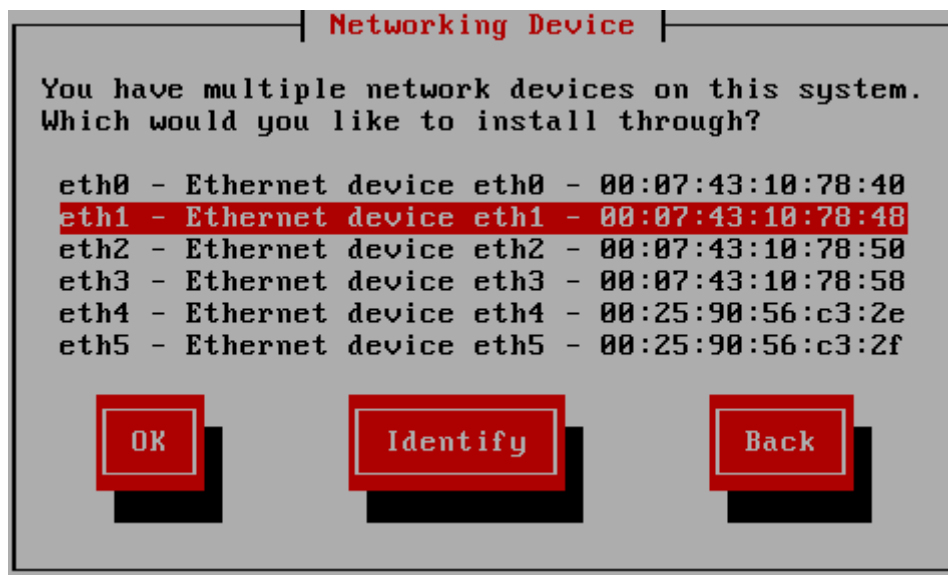 Networking Device
You have multiple network devices on this system.
Which would you like to install through?
eth0 - Ethernet device eth0 - 00:07:43:10:78:40
eth1 - Ethernet device eth1 - 00:07:43:10:78:48
eth2 - Ethernet device eth2 - 00:07:43:10:78:50
eth3 - Ethernet device eth3 - 00:07:43:10:78:58
eth4 - Ethernet device eth4 - 00:25:90:56:c3:2e
eth5 - Ethernet device eth5 - 00:25:90:56:c3:2f
OK Identify Back